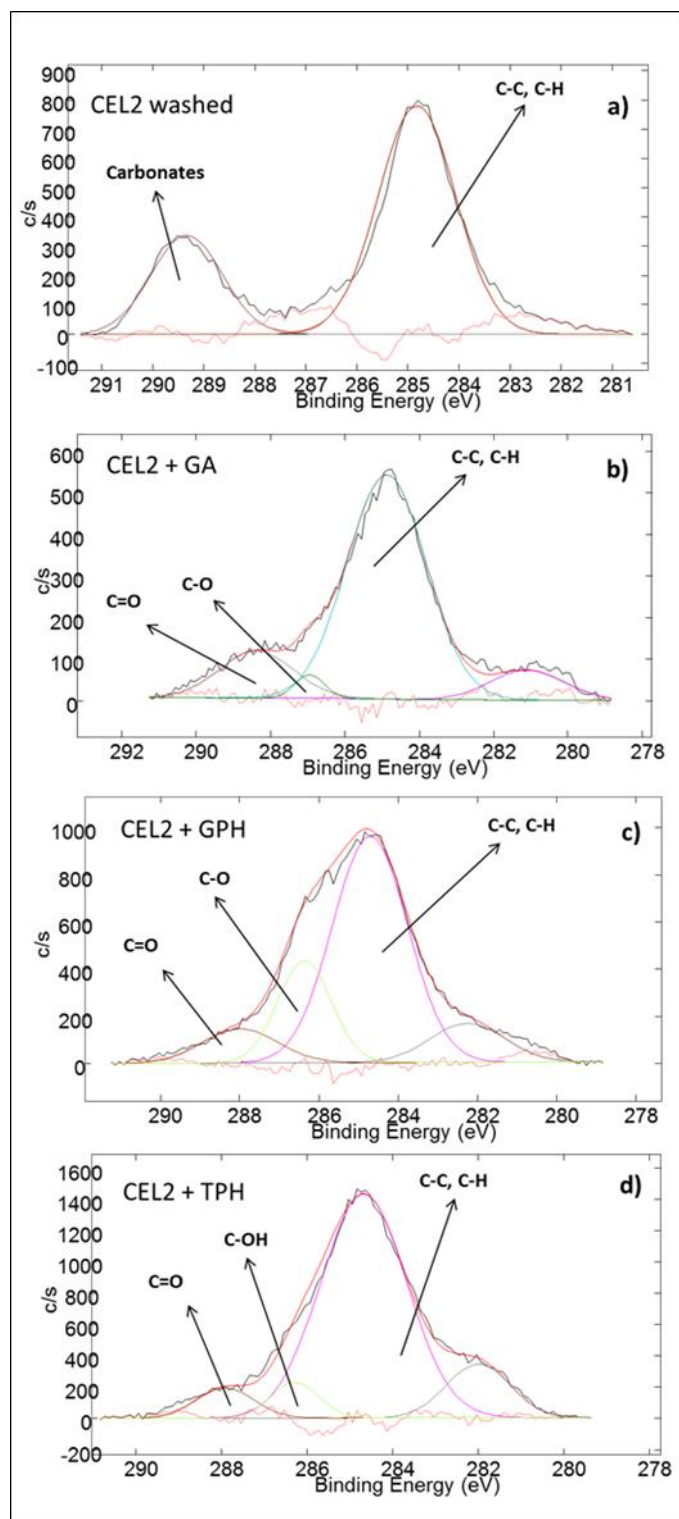 CEL2 washed
a)
C-C, C-H
Carbonates
c/s
900
800
700
600
500
400
300
200
100
0
-100
291 290 289 288 287 286 285 284 283 282 281
Binding Energy (eV)
CEL2 + GA
b)
C-C, C-H
C-O
C=O
c/s
600
500
400
300
200
100
0
292 290 288 286 284 282 280 278
Binding Energy (eV)
CEL2 + GPH
c)
C-C, C-H
C-O
C=O
c/s
1000
800
600
400
200
0
290 288 286 284 282 280 278
Binding Energy (eV)
CEL2 + TPH
d)
C-C, C-H
C-OH
C=O
c/s
1600
1400
1200
1000
800
600
400
200
0
-200
290 288 286 284 282 280 278
Binding Energy (eV)